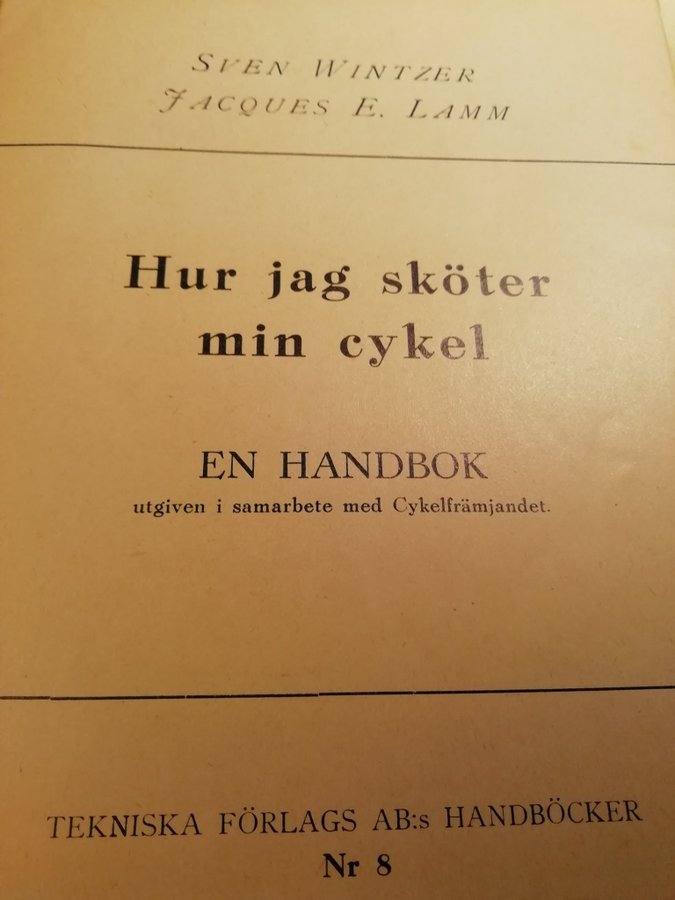 SVEN WINTZER
JACQUES E. LAMM
Hur jag sköter
min cykel
EN HANDBOK
utgiven i samarbete med Cykelfrämjandet.
TEKNISKA FÖRLAGS AB:s HANDBÖCKER
Nr 8